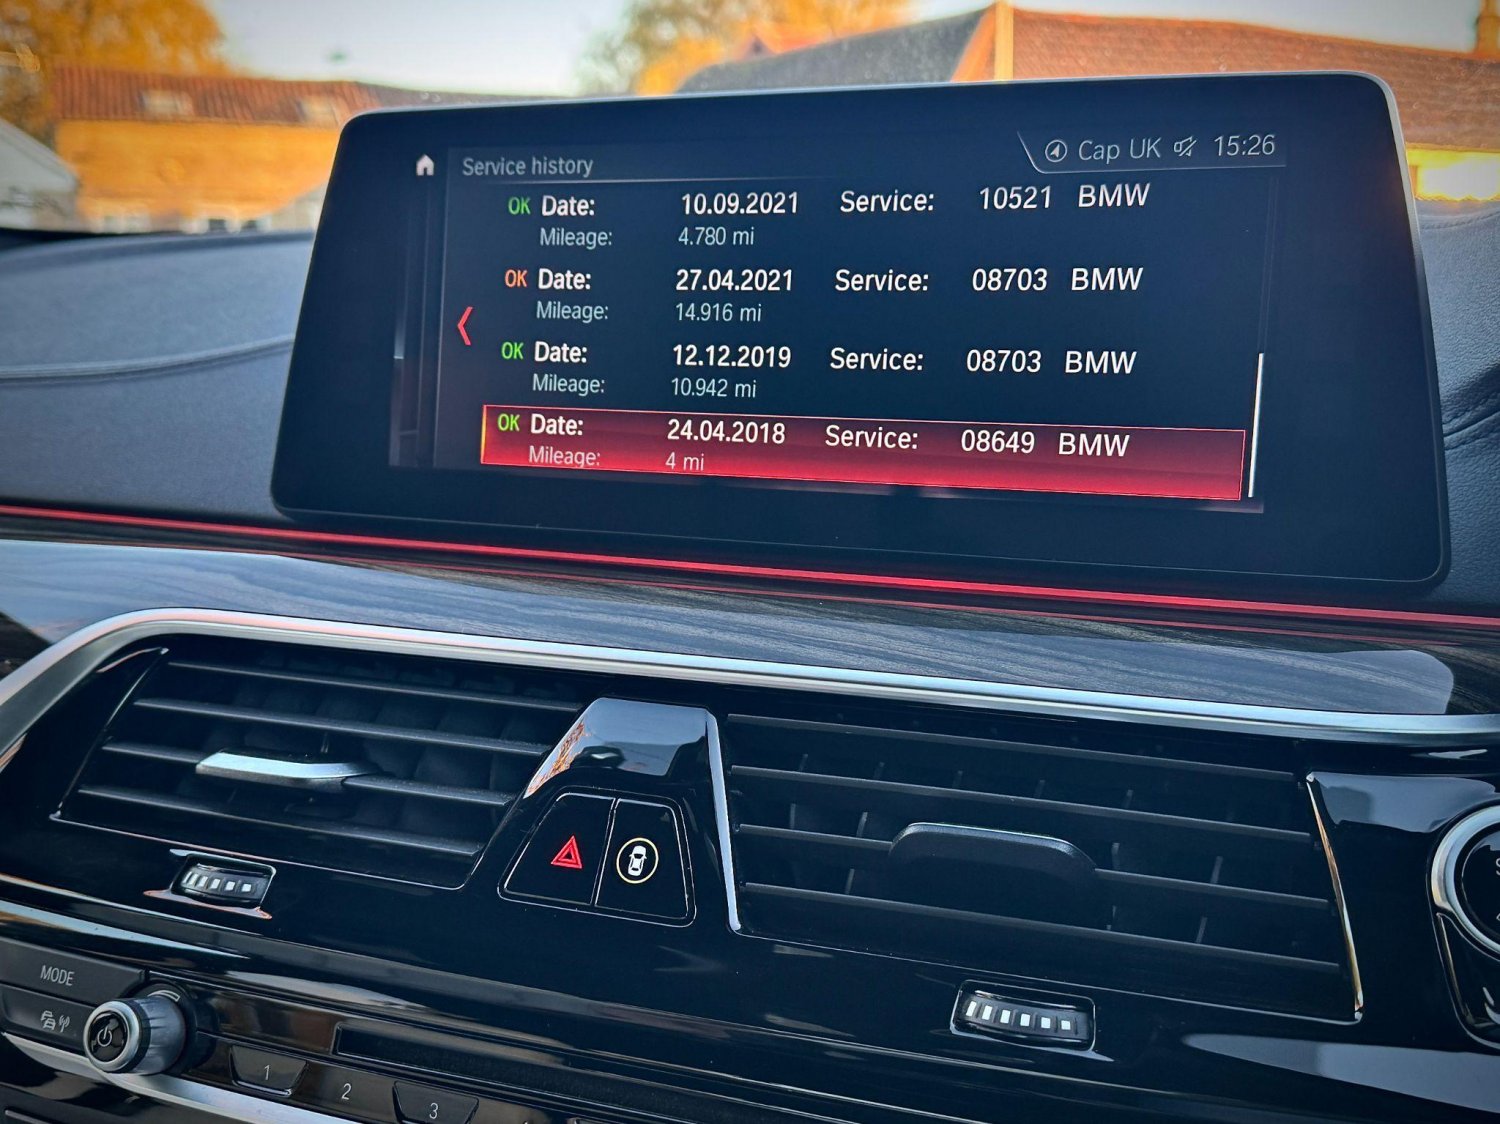 Service history
Cap UK 15:26
OK Date: 10.09.2021 Service: 10521 BMW
Mileage: 4.780 mi
OK Date: 27.04.2021 Service: 08703 BMW
Mileage: 14.916 mi
OK Date: 12.12.2019 Service: 08703 BMW
Mileage: 10.942 mi
OK Date: 24.04.2018 Service: 08649 BMW
Mileage: 4 mi
MODE
1 2 3